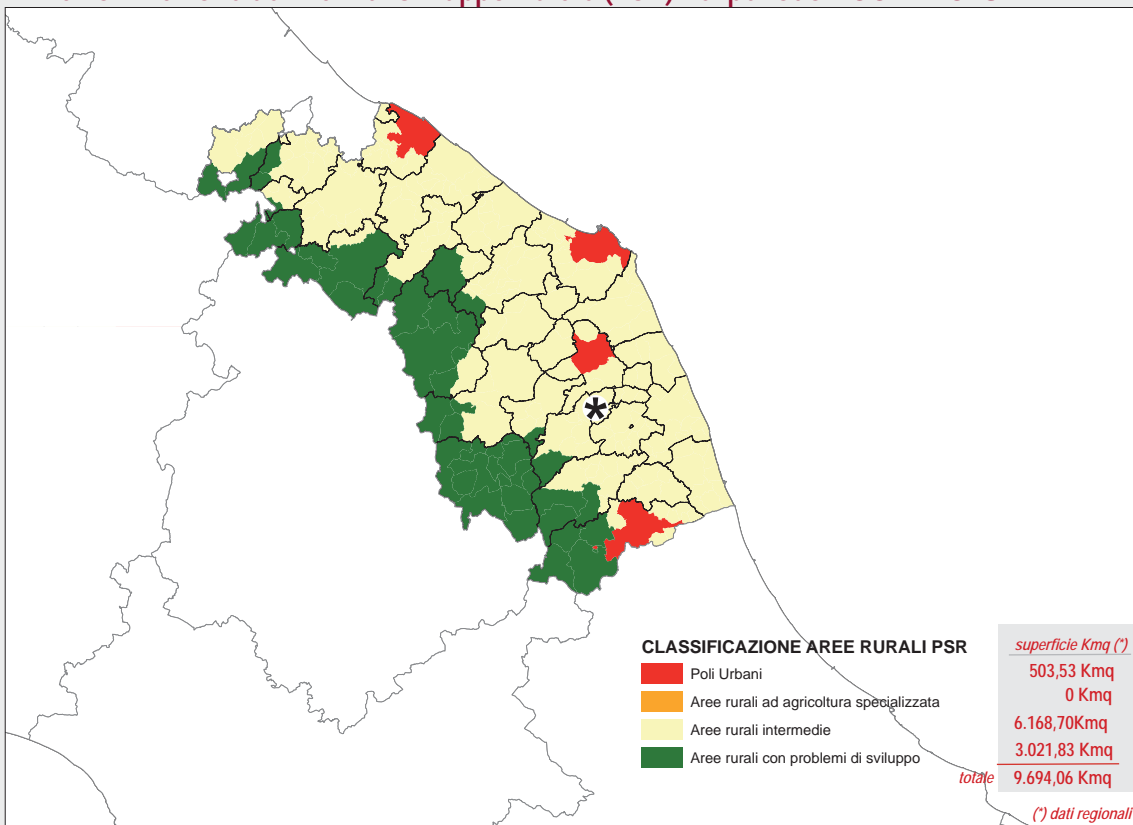 *
CLASSIFICAZIONE AREE RURALI PSR
superficie Kmq (*)
Poli Urbani
503,53 Kmq
Aree rurali ad agricoltura specializzata
0 Kmq
Aree rurali intermedie
6.168,70Kmq
Aree rurali con problemi di sviluppo
3.021,83 Kmq
totale 9.694,06 Kmq
(*) dati regionali